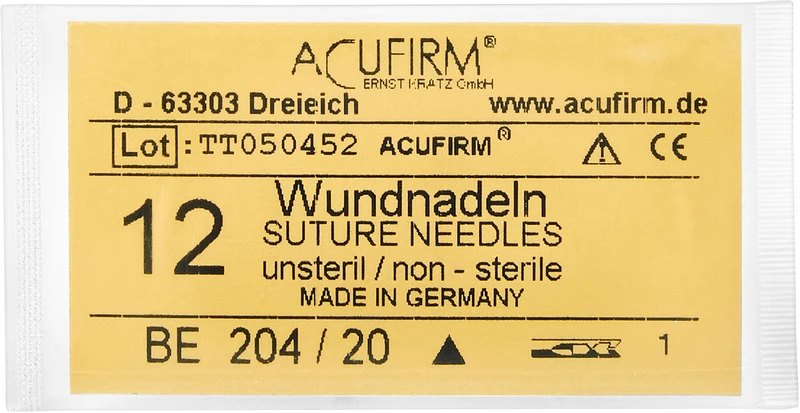 ACUFIRM®
ERNST KRATZ GmbH
D - 63303 Dreieich www.acufirm.de
Lot : TT050452 ACUFIRM® CE
12
Wundnadeln
SUTURE NEEDLES
unsteril / non - sterile
MADE IN GERMANY
BE 204 / 20 1